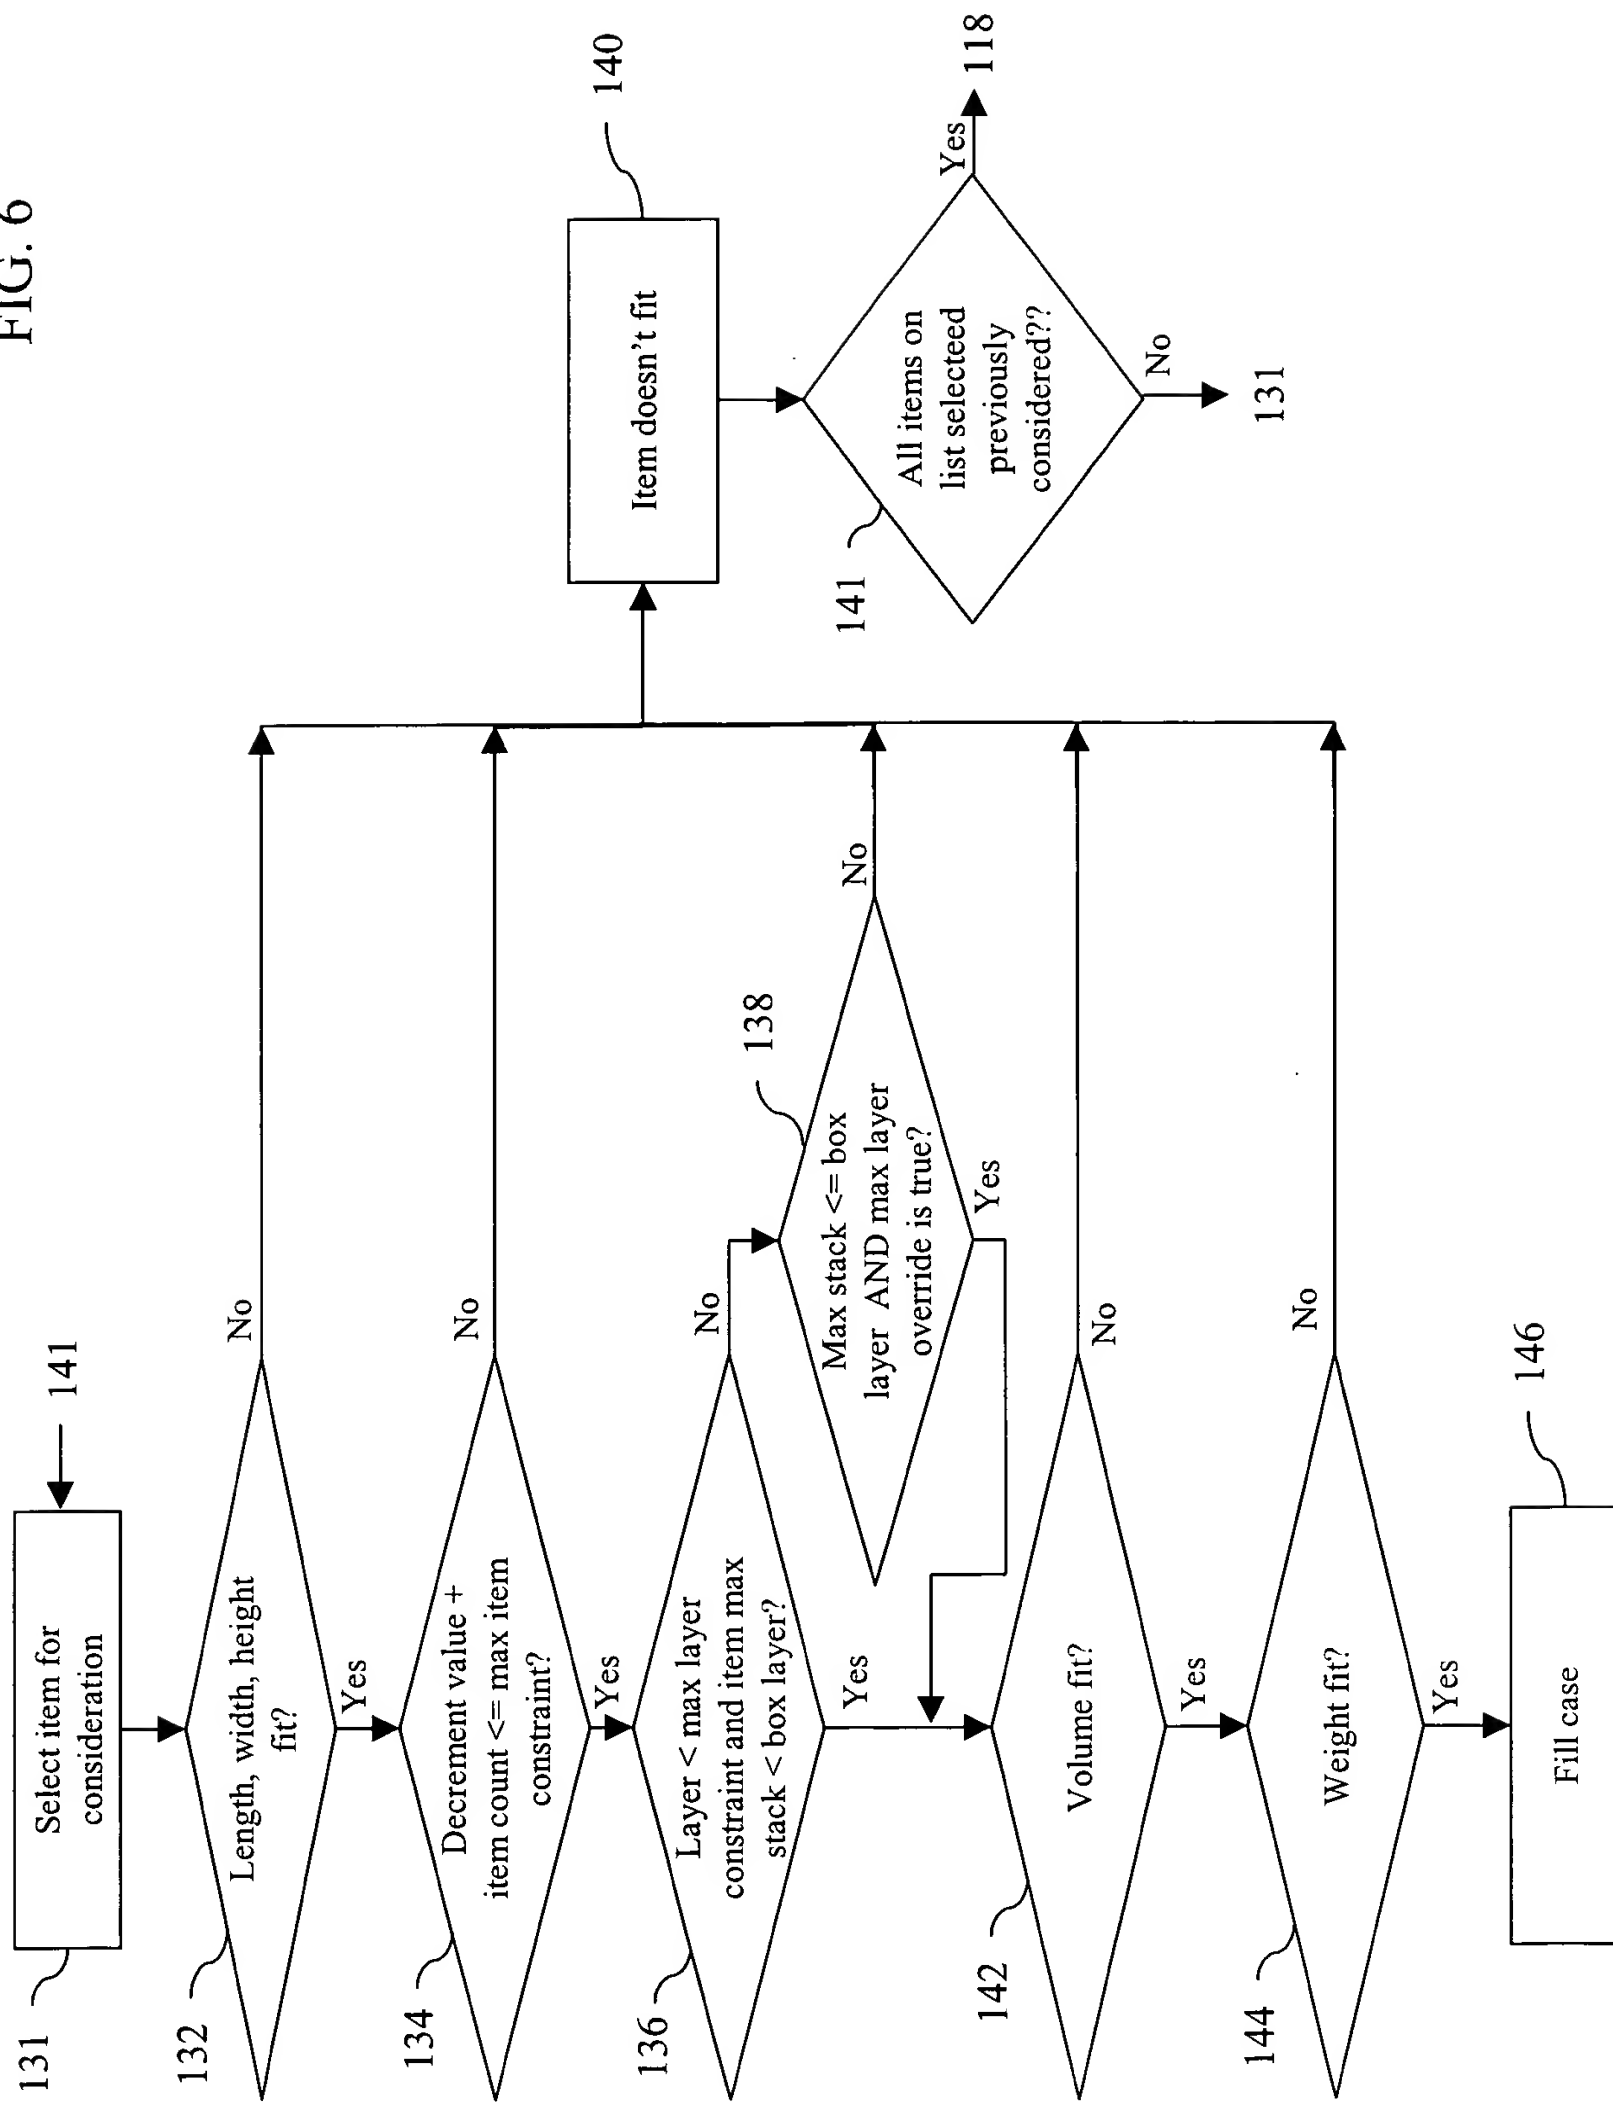 FIG. 6
131
Select item for
consideration
141
132
Length, width, height
fit?
No
Yes
134
Decrement value +
item count <= max item
constraint?
No
Yes
136
Layer < max layer
constraint and item max
stack < box layer?
No
Yes
138
Max stack <= box
layer AND max layer
override is true?
No
Yes
142
Volume fit?
No
Yes
144
Weight fit?
No
Yes
146
Fill case
140
Item doesn't fit
141
All items on
list selecteed
previously
considered??
Yes
118
No
131